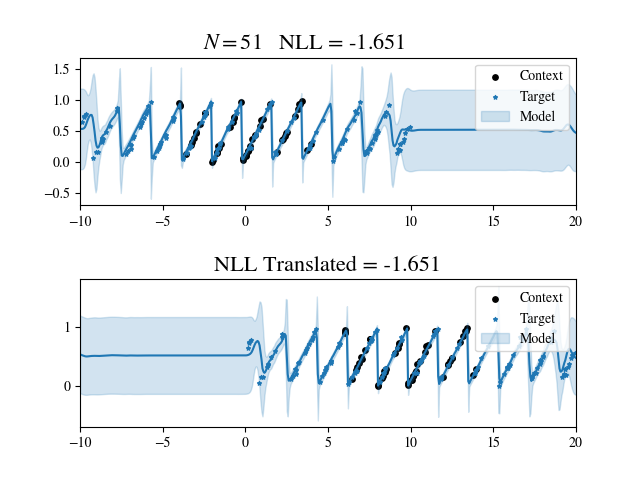 N = 51 NLL = -1.651
1.5
1.0
0.5
0.0
−0.5
Context
Target
Model
−10 −5 0 5 10 15 20
NLL Translated = -1.651
1
0
Context
Target
Model
−10 −5 0 5 10 15 20